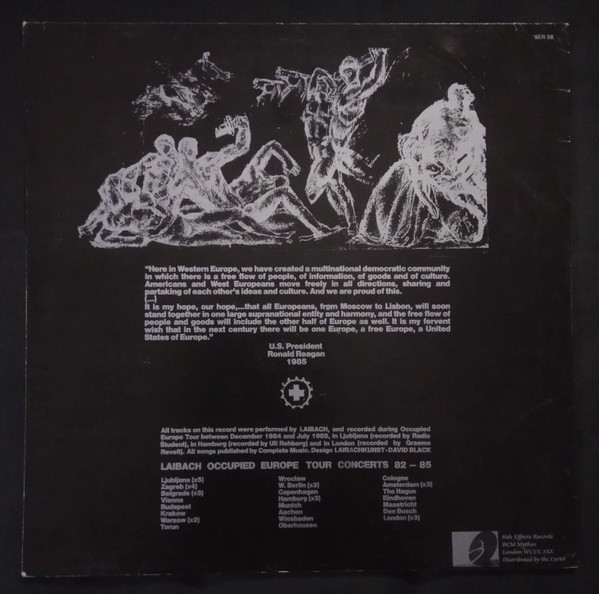 SER 08
"Here in Western Europe, we have created a multinational democratic community
in which there is a free flow of people, of information, of goods and of culture.
Americans and West Europeans move freely in all directions, sharing and
partaking of each other's ideas and culture. And we are proud of this.
(...)
It is my hope, our hope,...that all Europeans, from Moscow to Lisbon, will soon
stand together in one large supranational entity and harmony, and the free flow of
people and goods will include the other half of Europe as well. It is my fervent
wish that in the next century there will be one Europe, a free Europe, a United
States of Europe."
U.S. President
Ronald Reagan
1985
All tracks on this record were performed by LAIBACH, and recorded during Occupied
Europe Tour between December 1984 and July 1985, in Ljubljana (recorded by Radio
Student), in Hamburg (recorded by Uli Rehberg) and in London (recorded by Graeme
Revell). All songs published by Complete Music. Design LAIBACHKUNST-DAVID BLACK
LAIBACH OCCUPIED EUROPE TOUR CONCERTS 82 – 85
Ljubljana (x5)
Zagreb (x4)
Belgrade (x3)
Vienna
Budapest
Krakow
Warsaw (x2)
Torun
Wroclaw
W. Berlin (x2)
Copenhagen
Hamburg (x3)
Munich
Aachen
Wiesbaden
Oberhausen
Cologne
Amsterdam (x3)
The Hague
Eindhoven
Maastricht
Den Bosch
London (x3)
Side Effects Records
BCM Mythos
London WC1N 3XX
Distributed by the Cartel